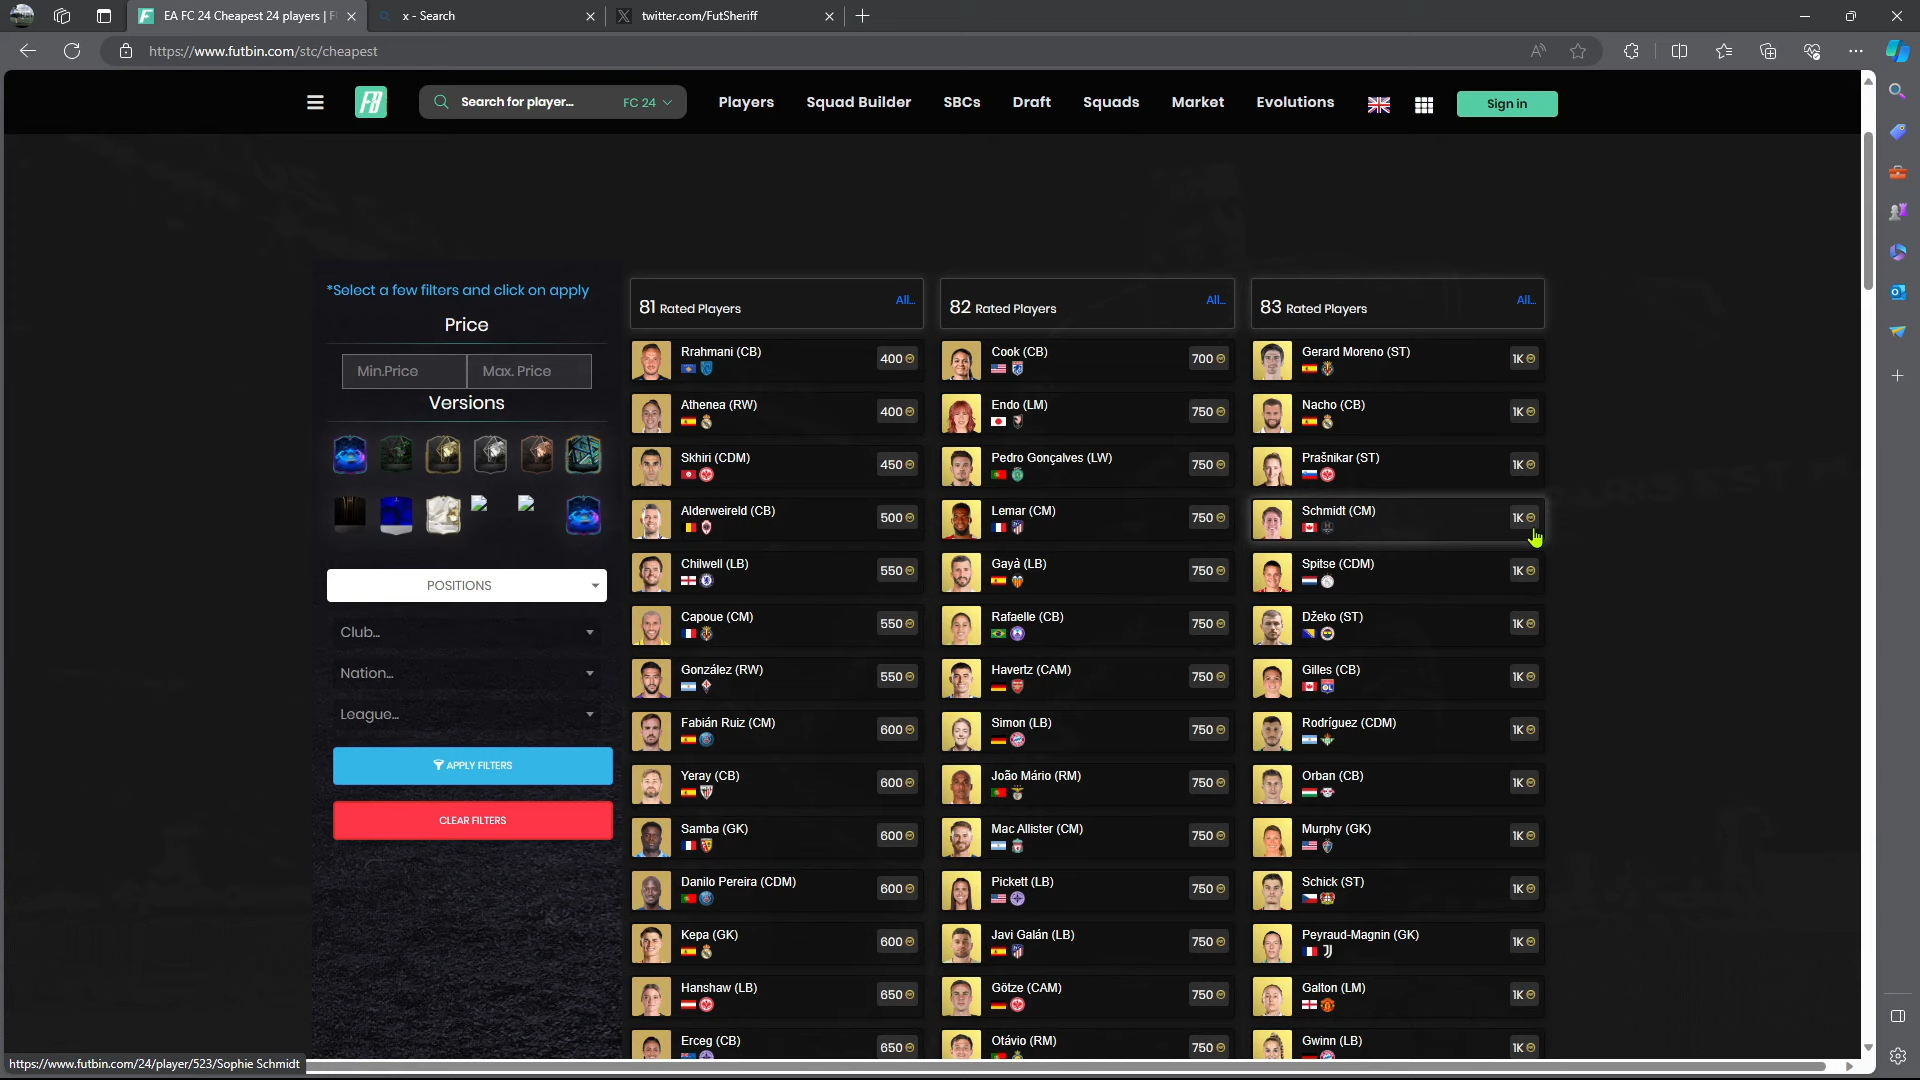 EA FC 24 Cheapest 24 players | F
x - Search
twitter.com/FutSheriff
https://www.futbin.com/stc/cheapest
Search for player...
FC 24
Players
Squad Builder
SBCs
Draft
Squads
Market
Evolutions
Sign in
*Select a few filters and click on apply
Price
Min.Price
Max. Price
Versions
POSITIONS
Club...
Nation...
League...
APPLY FILTERS
CLEAR FILTERS
81 Rated Players
All...
Rrahmani (CB)
400
Athenea (RW)
400
Skhiri (CDM)
450
Alderweireld (CB)
500
Chilwell (LB)
550
Capoue (CM)
550
González (RW)
550
Fabián Ruiz (CM)
600
Yeray (CB)
600
Samba (GK)
600
Danilo Pereira (CDM)
600
Kepa (GK)
600
Hanshaw (LB)
650
Erceg (CB)
650
82 Rated Players
All...
Cook (CB)
700
Endo (LM)
750
Pedro Gonçalves (LW)
750
Lemar (CM)
750
Gayà (LB)
750
Rafaelle (CB)
750
Havertz (CAM)
750
Simon (LB)
750
João Mário (RM)
750
Mac Allister (CM)
750
Pickett (LB)
750
Javi Galán (LB)
750
Götze (CAM)
750
Otávio (RM)
750
83 Rated Players
All...
Gerard Moreno (ST)
1K
Nacho (CB)
1K
Prašnikar (ST)
1K
Schmidt (CM)
1K
Spitse (CDM)
1K
Džeko (ST)
1K
Gilles (CB)
1K
Rodríguez (CDM)
1K
Orban (CB)
1K
Murphy (GK)
1K
Schick (ST)
1K
Peyraud-Magnin (GK)
1K
Galton (LM)
1K
Gwinn (LB)
1K
https://www.futbin.com/24/player/523/Sophie Schmidt